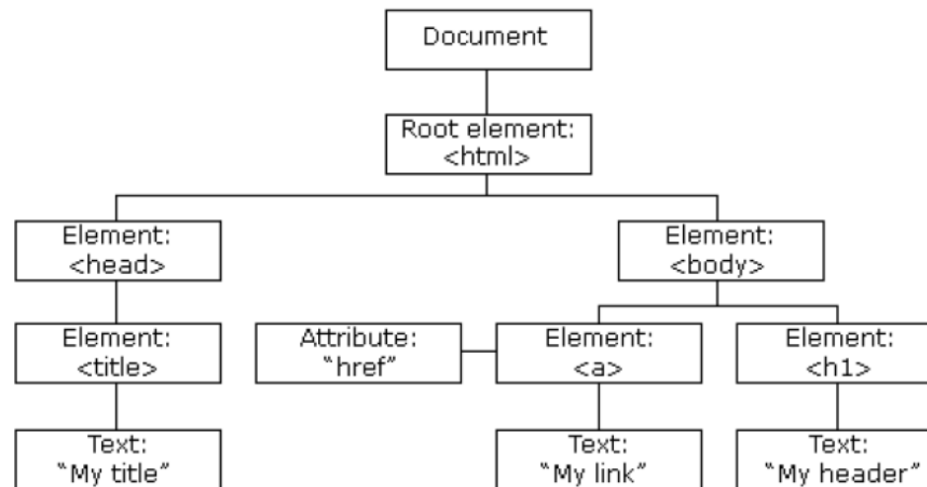 Document
Root element:
<html>
Element:
<head>
Element:
<body>
Element:
<title>
Attribute:
“href”
Element:
<a>
Element:
<h1>
Text:
“My title”
Text:
“My link”
Text:
“My header”